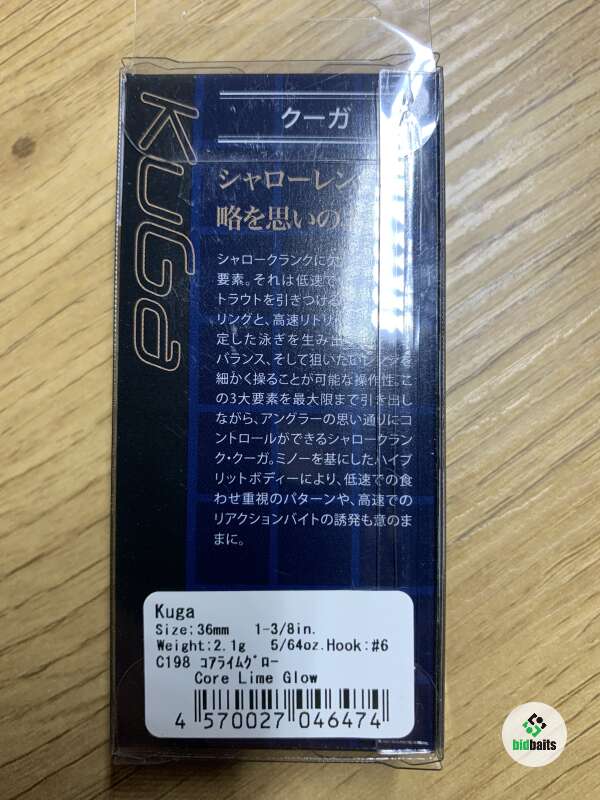 KUGa
クーガ
シャローレン
略を思いの
シャロークランクに
要素。それは低速で
トラウトを引きつける
リングと、高速リトリ
定した泳ぎを生み出
バランス、そして狙いたい
細かく操ることが可能な操作性。こ
の3大要素を最大限まで引き出し
ながら、アングラーの思い通りにコ
ントロールができるシャロークラン
ク・クーガ。ミノーを基にしたハイブ
リットボディーにより、低速での食
わせ重視のパターンや、高速での
リアクションバイトの誘発も意のま
まに。
Kuga
Size:36mm 1-3/8in.
Weight:2.1g 5/64oz.Hook:#6
C198 コアライムグロー
Core Lime Glow
4 570027 046474
bidbaits